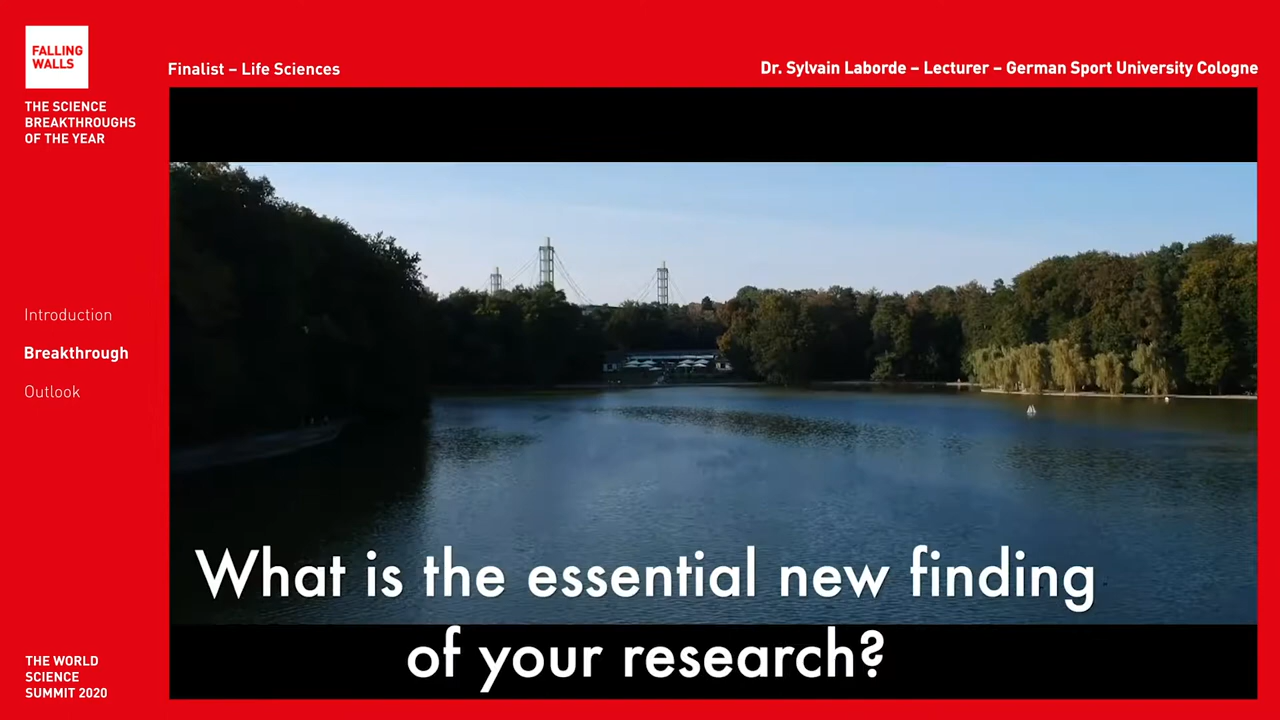 FALLING
WALLS
THE SCIENCE
BREAKTHROUGHS
OF THE YEAR
Finalist – Life Sciences
Dr. Sylvain Laborde – Lecturer – German Sport University Cologne
Introduction
Breakthrough
Outlook
What is the essential new finding
of your research?
THE WORLD
SCIENCE
SUMMIT 2020